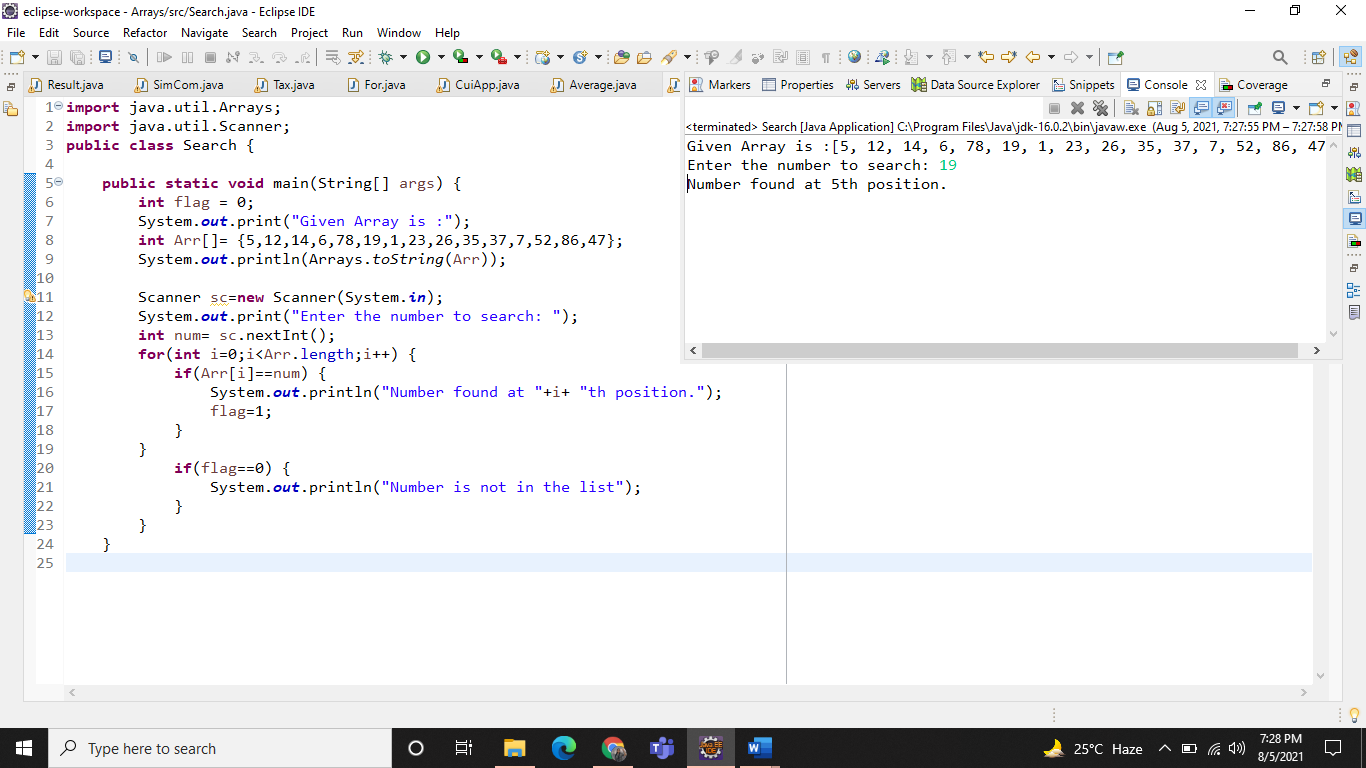 eclipse-workspace - Arrays/src/Search.java - Eclipse IDE
File Edit Source Refactor Navigate Search Project Run Window Help
Result.java SimCom.java Tax.java For.java CuiApp.java Average.java
Markers Properties Servers Data Source Explorer Snippets Console Coverage
<terminated> Search [Java Application] C:\Program Files\Java\jdk-16.0.2\bin\javaw.exe (Aug 5, 2021, 7:27:55 PM – 7:27:58 PM
Given Array is :[5, 12, 14, 6, 78, 19, 1, 23, 26, 35, 37, 7, 52, 86, 47
Enter the number to search: 19
Number found at 5th position.
1 import java.util.Arrays;
2 import java.util.Scanner;
3 public class Search {
4
5     public static void main(String[] args) {
6         int flag = 0;
7         System.out.print("Given Array is :");
8         int Arr[]= {5,12,14,6,78,19,1,23,26,35,37,7,52,86,47};
9         System.out.println(Arrays.toString(Arr));
10
11         Scanner sc=new Scanner(System.in);
12         System.out.print("Enter the number to search: ");
13         int num= sc.nextInt();
14         for(int i=0;i<Arr.length;i++) {
15             if(Arr[i]==num) {
16                 System.out.println("Number found at "+i+ "th position.");
17                 flag=1;
18             }
19         }
20             if(flag==0) {
21                 System.out.println("Number is not in the list");
22             }
23         }
24     }
25
Type here to search
25°C Haze
7:28 PM
8/5/2021